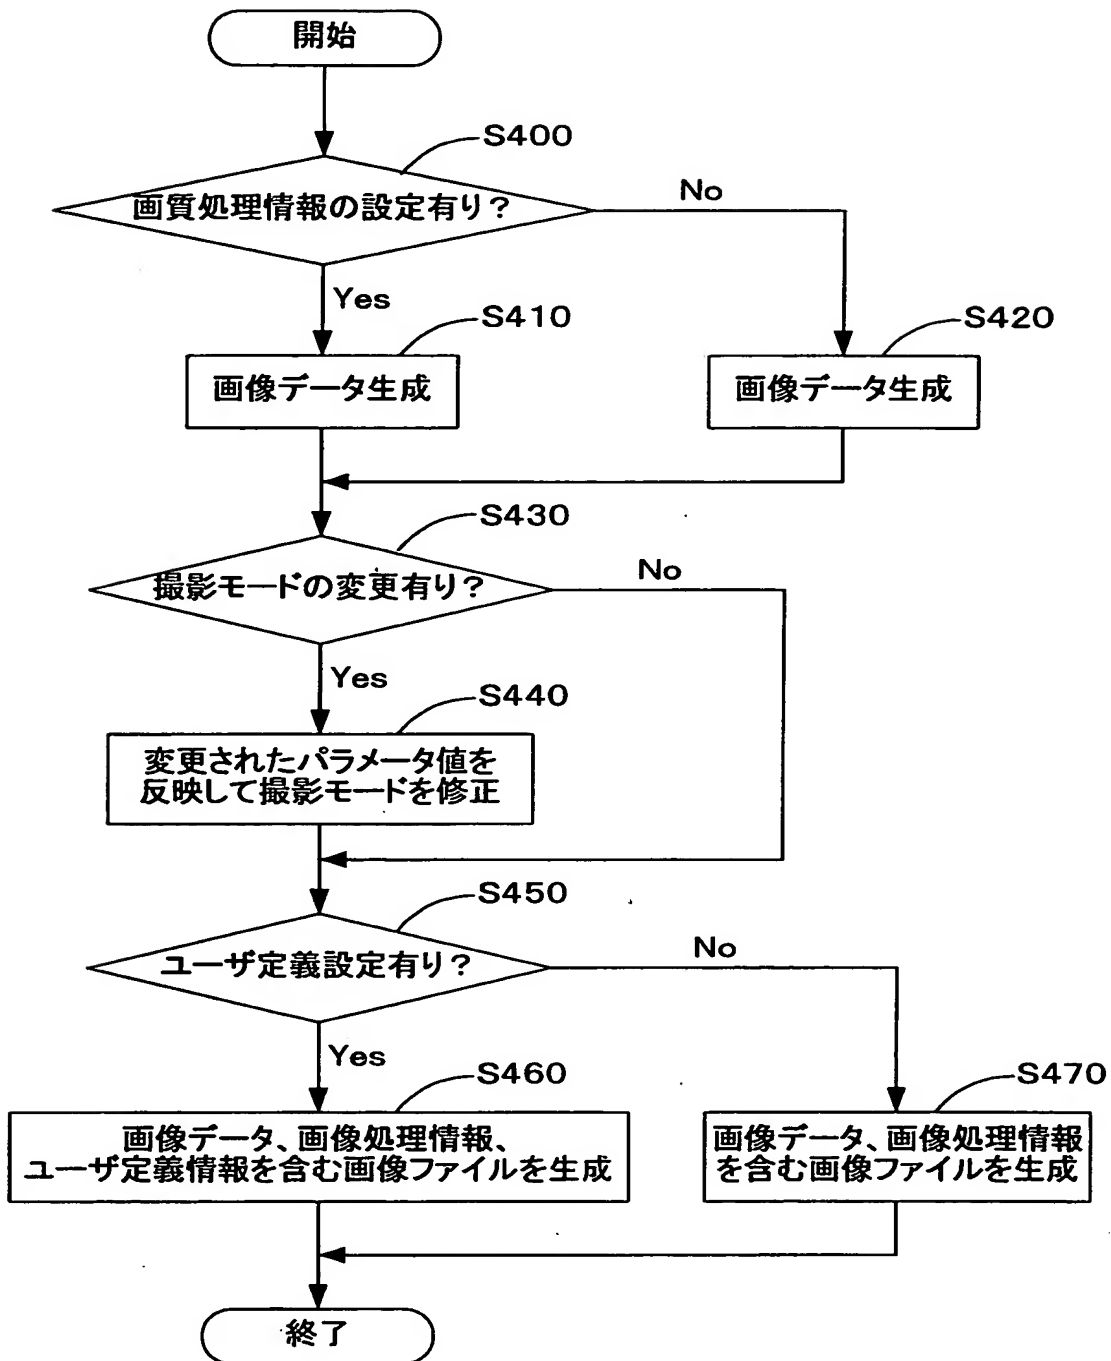 開始
S400
画質処理情報の設定有り?
No
Yes
S410
S420
画像データ生成
画像データ生成
S430
撮影モードの変更有り?
No
Yes
S440
変更されたパラメータ値を
反映して撮影モードを修正
S450
ユーザ定義設定有り?
No
Yes
S460
S470
画像データ、画像処理情報、
ユーザ定義情報を含む画像ファイルを生成
画像データ、画像処理情報
を含む画像ファイルを生成
終了